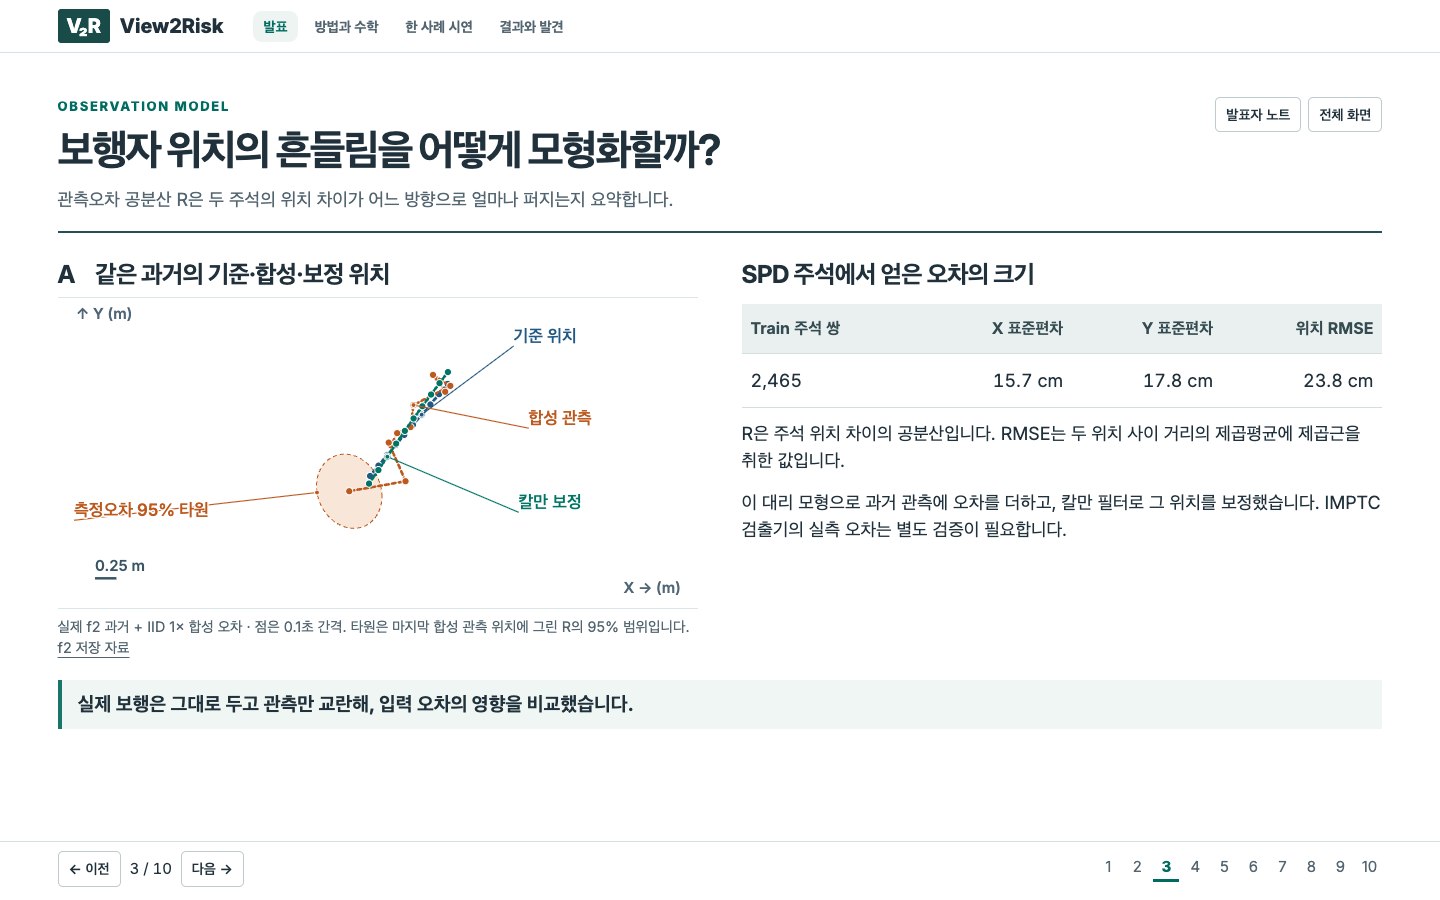 V2R View2Risk 발표 방법과 수학 한 사례 시연 결과와 발견
OBSERVATION MODEL
발표자 노트 전체 화면
보행자 위치의 흔들림을 어떻게 모형화할까?
관측오차 공분산 R은 두 주석의 위치 차이가 어느 방향으로 얼마나 퍼지는지 요약합니다.
A 같은 과거의 기준·합성·보정 위치
↑ Y (m)
기준 위치
합성 관측
칼만 보정
측정오차 95% 타원
0.25 m
X → (m)
실제 f2 과거 + IID 1× 합성 오차 · 점은 0.1초 간격. 타원은 마지막 합성 관측 위치에 그린 R의 95% 범위입니다.
f2 저장 자료
SPD 주석에서 얻은 오차의 크기
Train 주석 쌍 X 표준편차 Y 표준편차 위치 RMSE
2,465 15.7 cm 17.8 cm 23.8 cm
R은 주석 위치 차이의 공분산입니다. RMSE는 두 위치 사이 거리의 제곱평균에 제곱근을
취한 값입니다.
이 대리 모형으로 과거 관측에 오차를 더하고, 칼만 필터로 그 위치를 보정했습니다. IMPTC
검출기의 실측 오차는 별도 검증이 필요합니다.
실제 보행은 그대로 두고 관측만 교란해, 입력 오차의 영향을 비교했습니다.
← 이전 3 / 10 다음 → 1 2 3 4 5 6 7 8 9 10